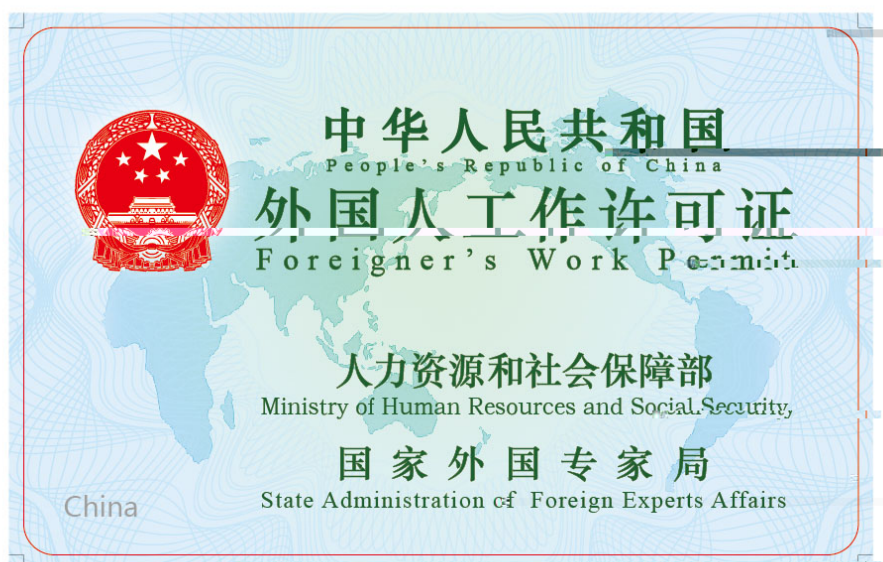 中华人民共和国
People's Republic of China
外国人工作许可证
Foreigner's Work Permit
人力资源和社会保障部
Ministry of Human Resources and Social Security,
国家外国专家局
State Administration of Foreign Experts Affairs
China